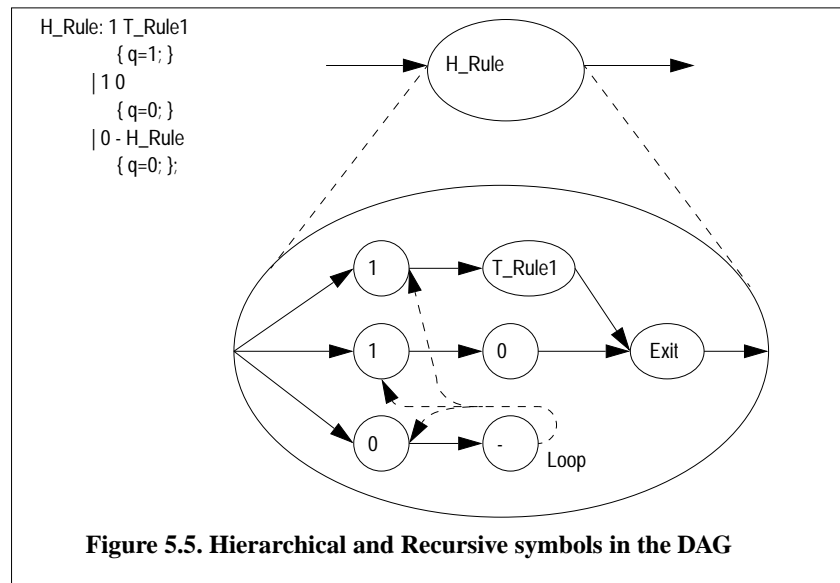 H_Rule: 1 T_Rule1
{ q=1; }
| 1 0
{ q=0; }
| 0 - H_Rule
{ q=0; };
H_Rule
1
T_Rule1
1
0
Exit
0
-
Loop
Figure 5.5. Hierarchical and Recursive symbols in the DAG